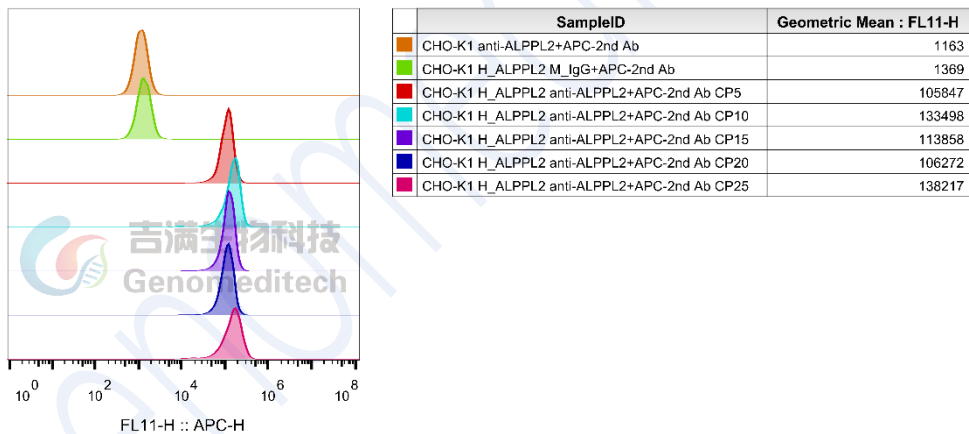 SampleID Geometric Mean : FL11-H
CHO-K1 anti-ALPPL2+APC-2nd Ab 1163
CHO-K1 H_ALPPL2 M_IgG+APC-2nd Ab 1369
CHO-K1 H_ALPPL2 anti-ALPPL2+APC-2nd Ab CP5 105847
CHO-K1 H_ALPPL2 anti-ALPPL2+APC-2nd Ab CP10 133498
CHO-K1 H_ALPPL2 anti-ALPPL2+APC-2nd Ab CP15 113858
CHO-K1 H_ALPPL2 anti-ALPPL2+APC-2nd Ab CP20 106272
CHO-K1 H_ALPPL2 anti-ALPPL2+APC-2nd Ab CP25 138217
吉满生物科技
Genomeditech
10^0 10^2 10^4 10^6 10^8
FL11-H :: APC-H